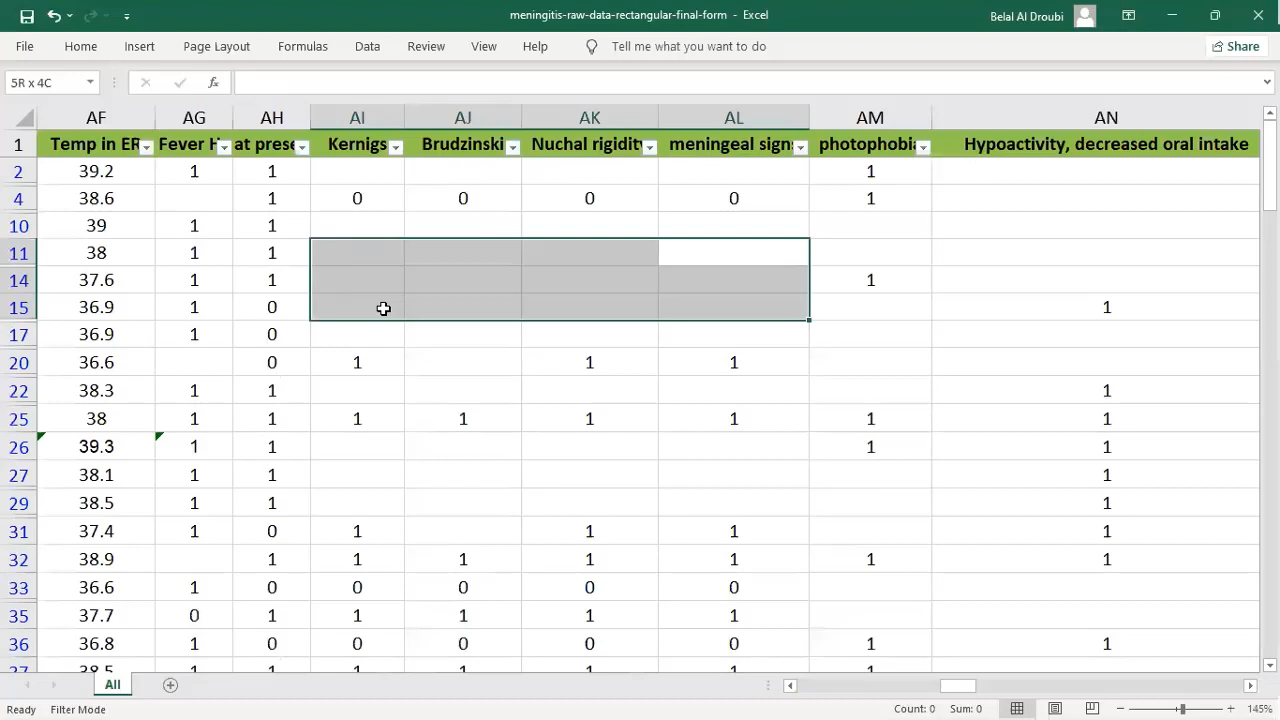 meningitis-raw-data-rectangular-final-form - Excel
Belal Al Droubi
File Home Insert Page Layout Formulas Data Review View Help Tell me what you want to do Share
5R x 4C fx
AF AG AH AI AJ AK AL AM AN
1 Temp in ER Fever H at prese Kernigs Brudzinski Nuchal rigidity meningeal signs photophobia Hypoactivity, decreased oral intake
2 39.2 1 1 1
4 38.6 1 0 0 0 0 1
10 39 1 1
11 38 1 1
14 37.6 1 1 1
15 36.9 1 0 1
17 36.9 1 0
20 36.6 0 1 1 1
22 38.3 1 1 1
25 38 1 1 1 1 1 1 1 1
26 39.3 1 1 1 1
27 38.1 1 1 1
29 38.5 1 1 1
31 37.4 1 0 1 1 1 1
32 38.9 1 1 1 1 1 1 1
33 36.6 1 0 0 0 0 0
35 37.7 0 1 1 1 1 1
36 36.8 1 0 0 0 0 0 1 1
37 38.5 1 1 1 1 1 1 1
All
Ready Filter Mode Count: 0 Sum: 0 145%